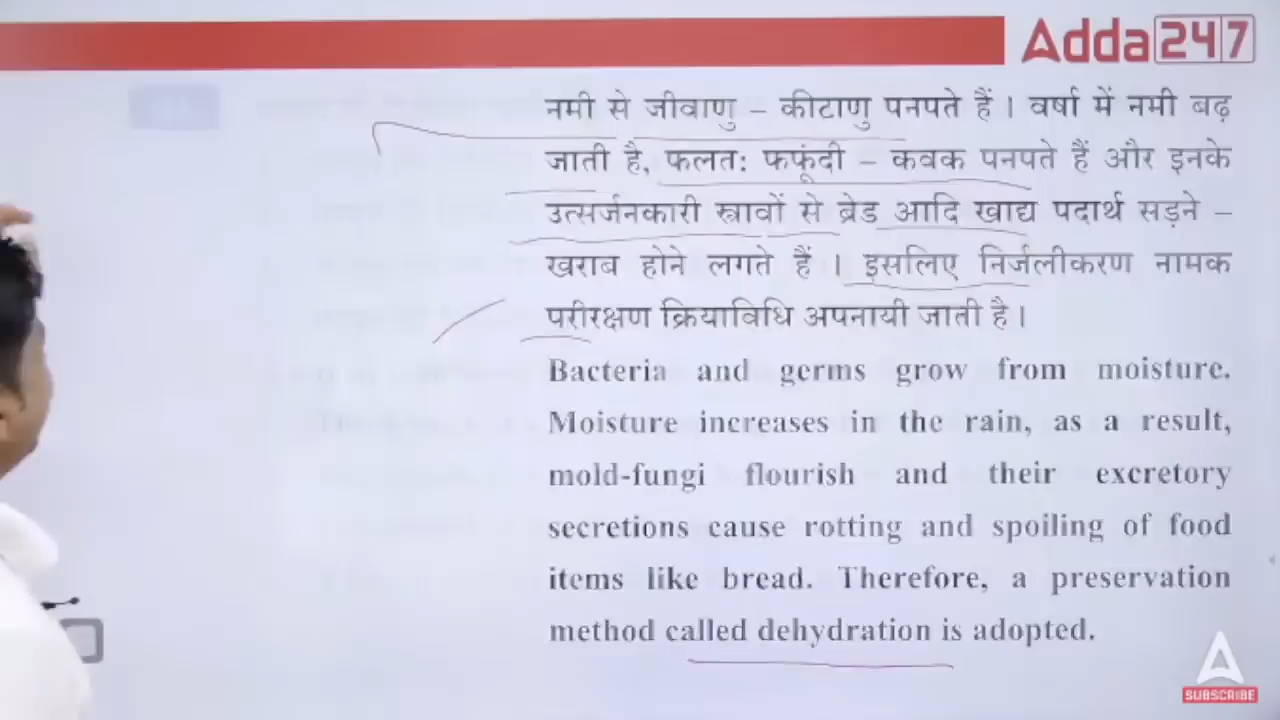 Adda247
नमी से जीवाणु – कीटाणु पनपते हैं । वर्षा में नमी बढ़
जाती है, फलतः फफूंदी – कवक पनपते हैं और इनके
उत्सर्जनकारी स्त्रावों से ब्रेड आदि खाद्य पदार्थ सड़ने –
खराब होने लगते हैं । इसलिए निर्जलीकरण नामक
परीरक्षण क्रियाविधि अपनायी जाती है ।
Bacteria and germs grow from moisture.
Moisture increases in the rain, as a result,
mold-fungi flourish and their excretory
secretions cause rotting and spoiling of food
items like bread. Therefore, a preservation
method called dehydration is adopted.
SUBSCRIBE